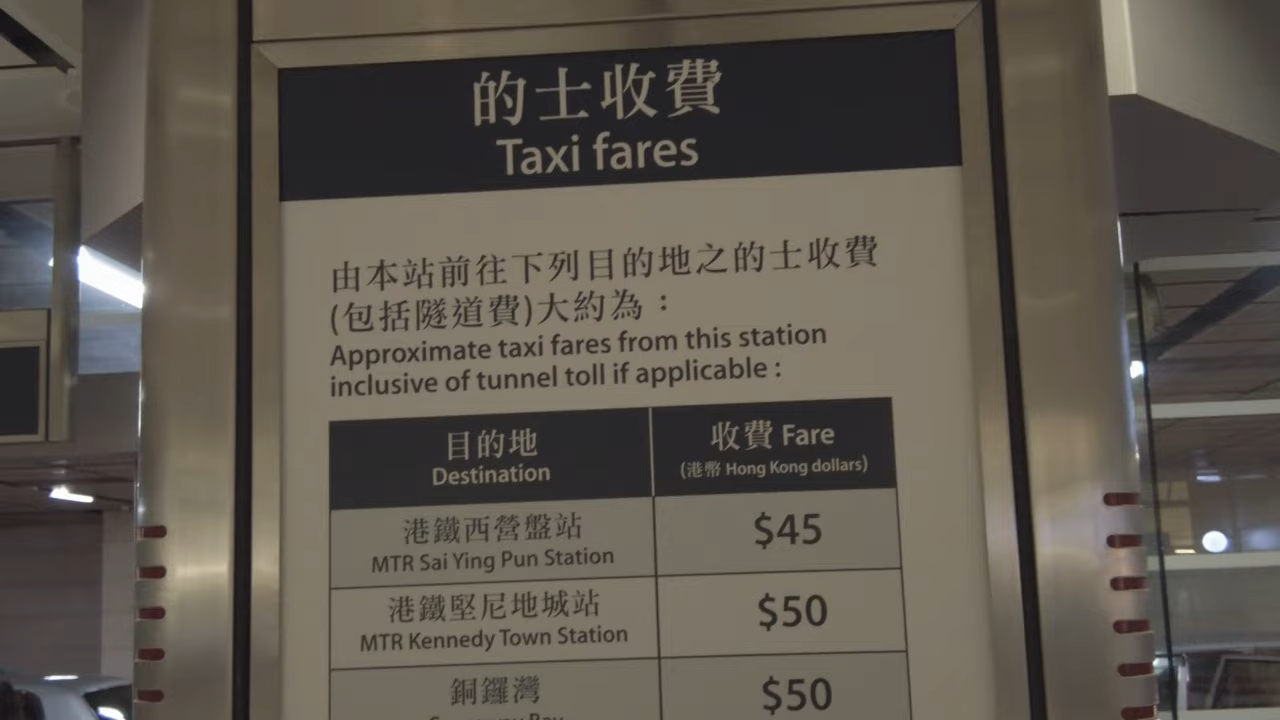 的士收費
Taxi fares
由本站前往下列目的地之的士收費
(包括隧道費)大約為：
Approximate taxi fares from this station
inclusive of tunnel toll if applicable :
目的地
Destination
收費 Fare
(港幣 Hong Kong dollars)
港鐵西營盤站
MTR Sai Ying Pun Station
$45
港鐵堅尼地城站
MTR Kennedy Town Station
$50
銅鑼灣
$50